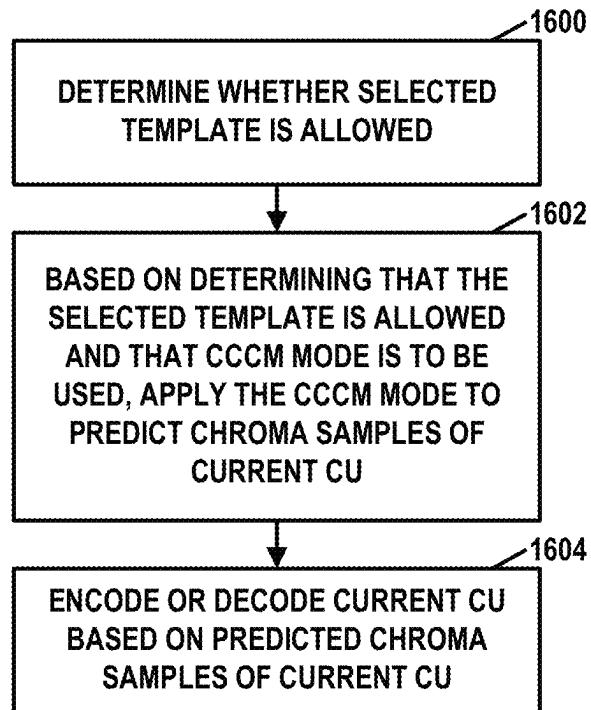 1600
DETERMINE WHETHER SELECTED
TEMPLATE IS ALLOWED
1602
BASED ON DETERMINING THAT THE
SELECTED TEMPLATE IS ALLOWED
AND THAT CCCM MODE IS TO BE
USED, APPLY THE CCCM MODE TO
PREDICT CHROMA SAMPLES OF
CURRENT CU
1604
ENCODE OR DECODE CURRENT CU
BASED ON PREDICTED CHROMA
SAMPLES OF CURRENT CU